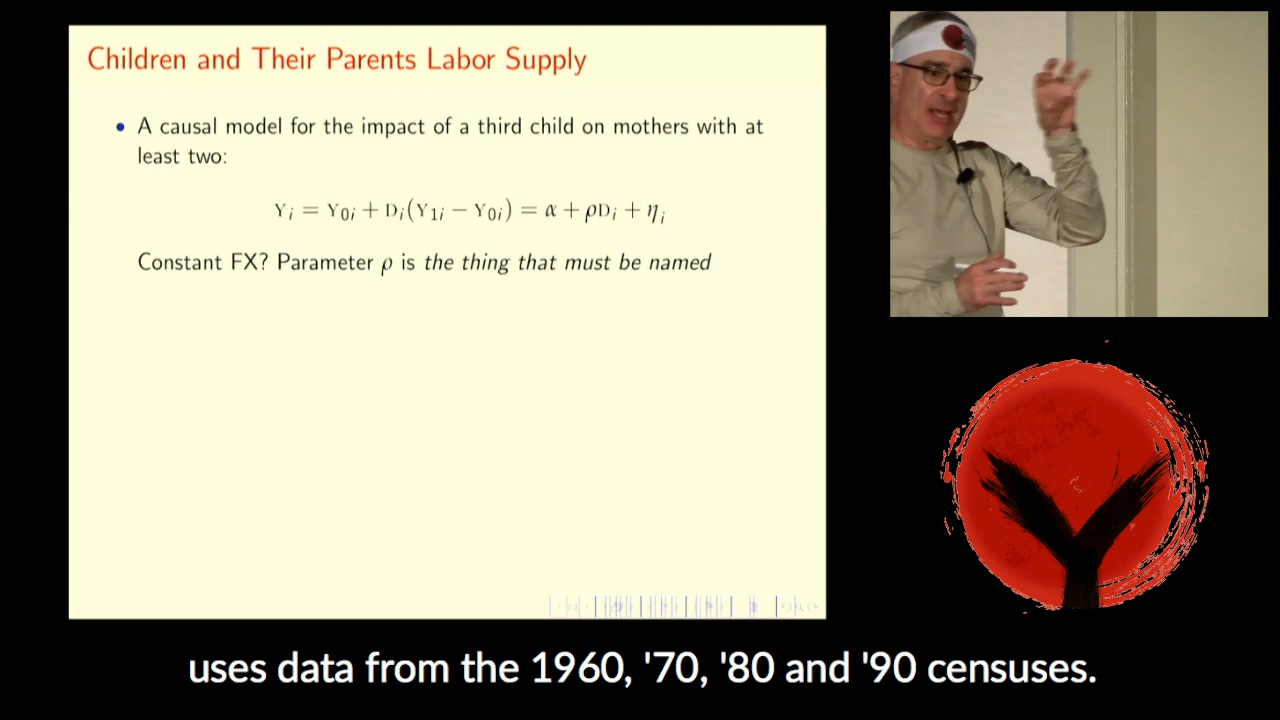 Children and Their Parents Labor Supply
• A causal model for the impact of a third child on mothers with at
least two:
Yᵢ = Y₀ᵢ + Dᵢ(Y₁ᵢ − Y₀ᵢ) = α + ρDᵢ + ηᵢ
Constant FX? Parameter ρ is the thing that must be named
uses data from the 1960, '70, '80 and '90 censuses.